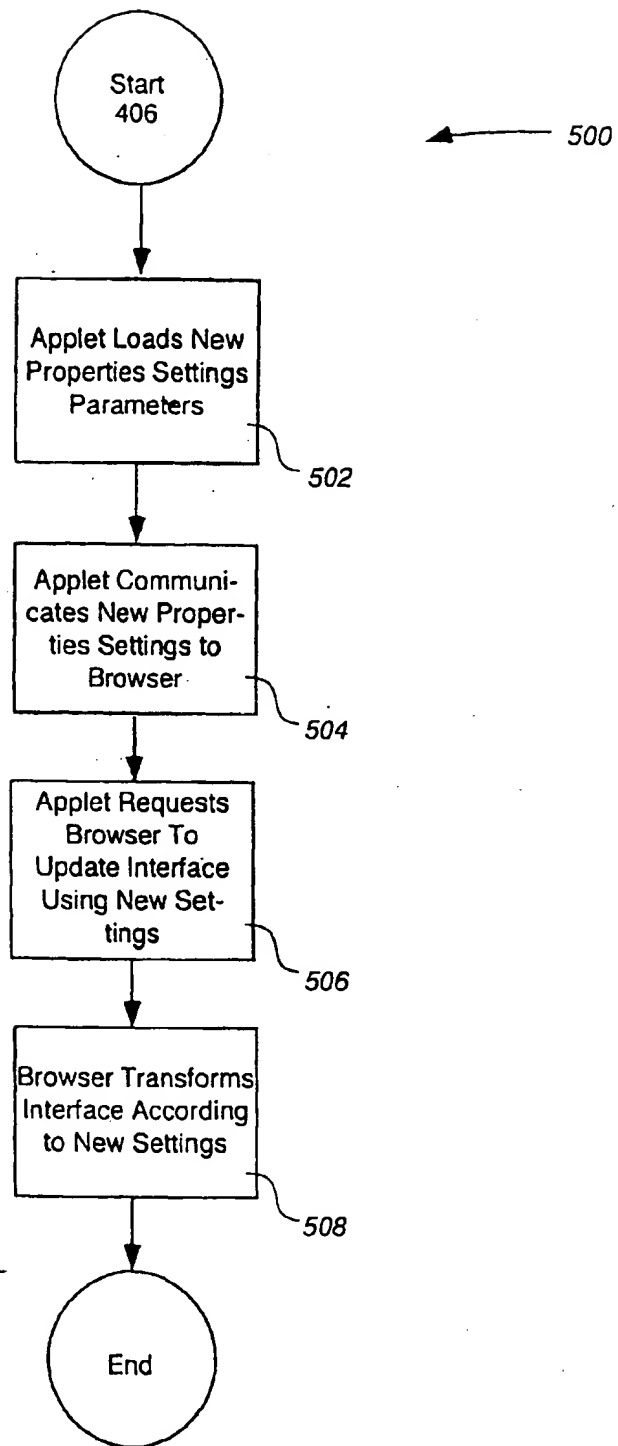 Start
406
500
Applet Loads New
Properties Settings
Parameters
502
Applet Communi-
cates New Proper-
ties Settings to
Browser
504
Applet Requests
Browser To
Update Interface
Using New Set-
tings
506
Browser Transforms
Interface According
to New Settings
508
End